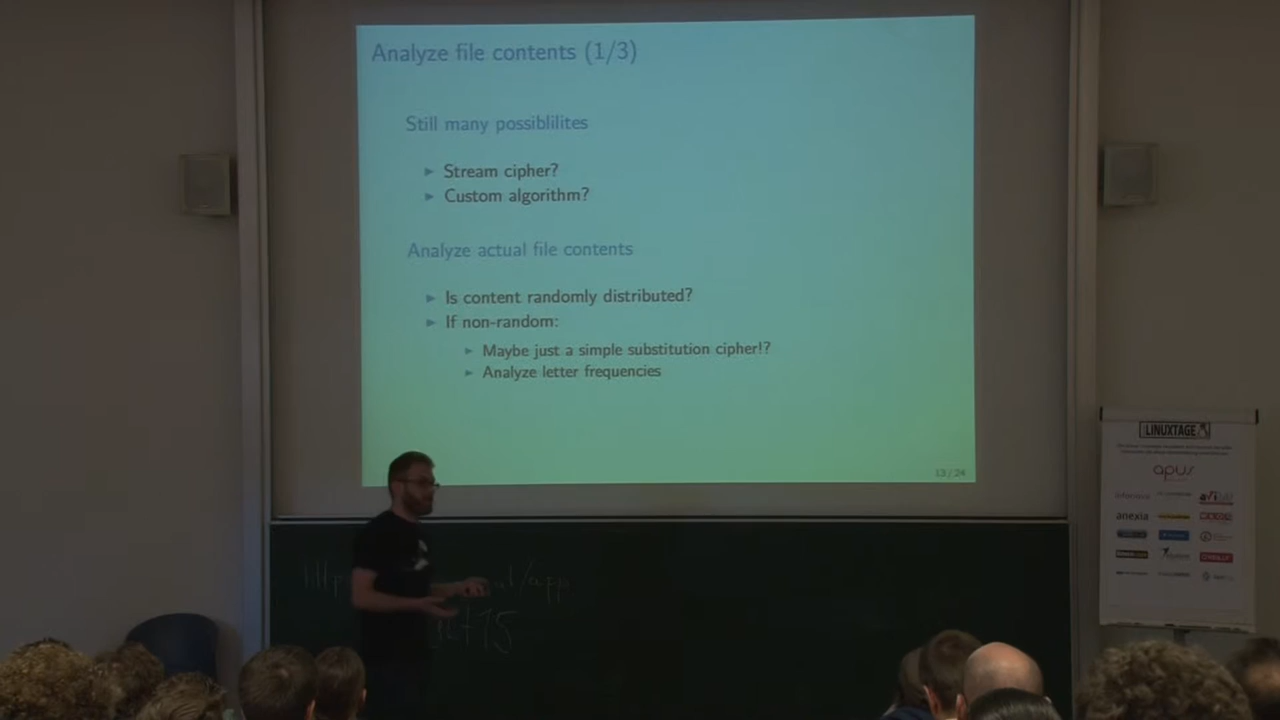 Analyze file contents (1/3)
Still many possiblilites
Stream cipher?
Custom algorithm?
Analyze actual file contents
Is content randomly distributed?
If non-random:
Maybe just a simple substitution cipher!?
Analyze letter frequencies
13 / 24
LINUXTAGE
apus
anexia
O'REILLY